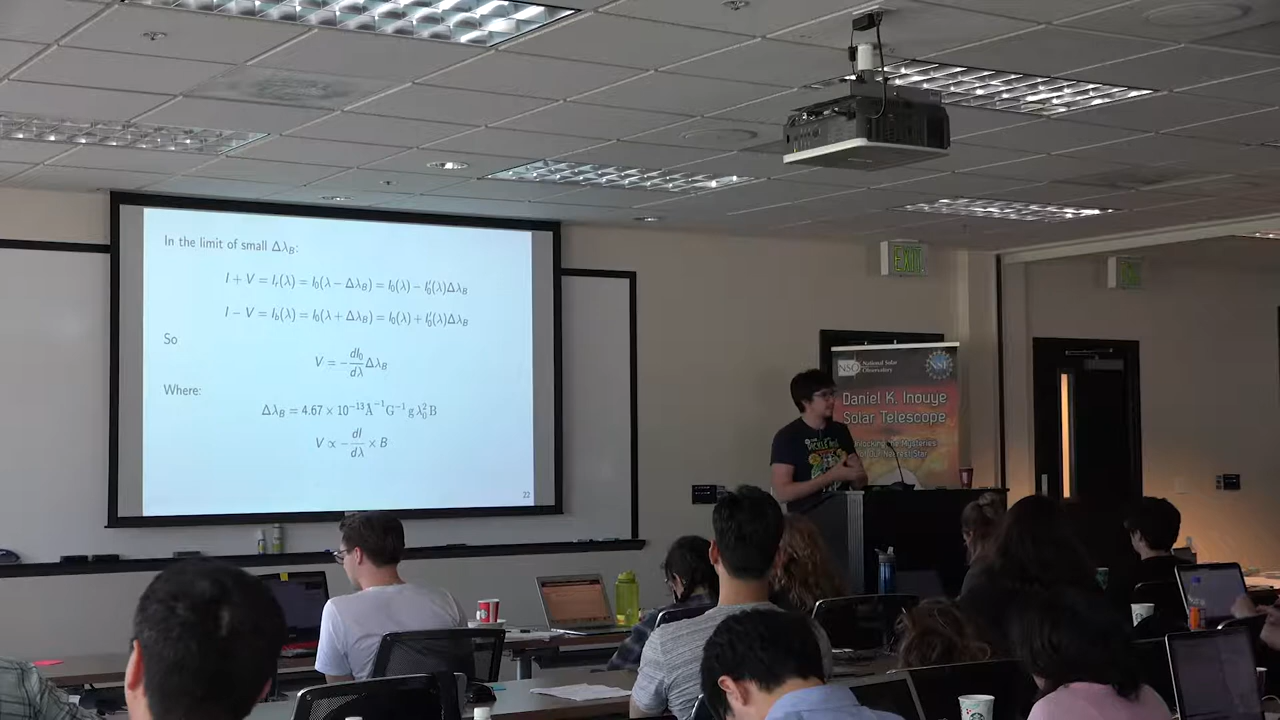 In the limit of small Δλ_B:
I + V = I_r(λ) = I_0(λ − Δλ_B) = I_0(λ) − I_0′(λ)Δλ_B
I − V = I_b(λ) = I_0(λ + Δλ_B) = I_0(λ) + I_0′(λ)Δλ_B
So
V = −dI_0/dλ Δλ_B
Where:
Δλ_B = 4.67 × 10^−13 Å^−1 G^−1 g λ_0^2 B
V ∝ −dI/dλ × B
22
EXIT
NSO National Solar
Observatory
NSF
Daniel K. Inouye
Solar Telescope